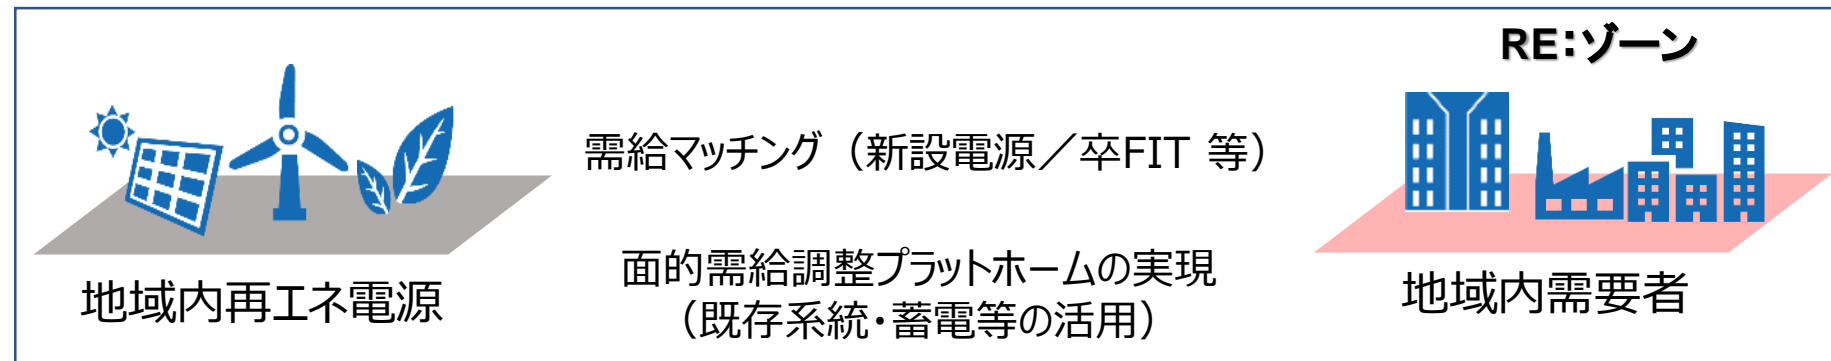 RE:ゾーン
需給マッチング（新設電源／卒FIT 等）
面的需給調整プラットホームの実現
（既存系統・蓄電等の活用）
地域内再エネ電源
地域内需要者